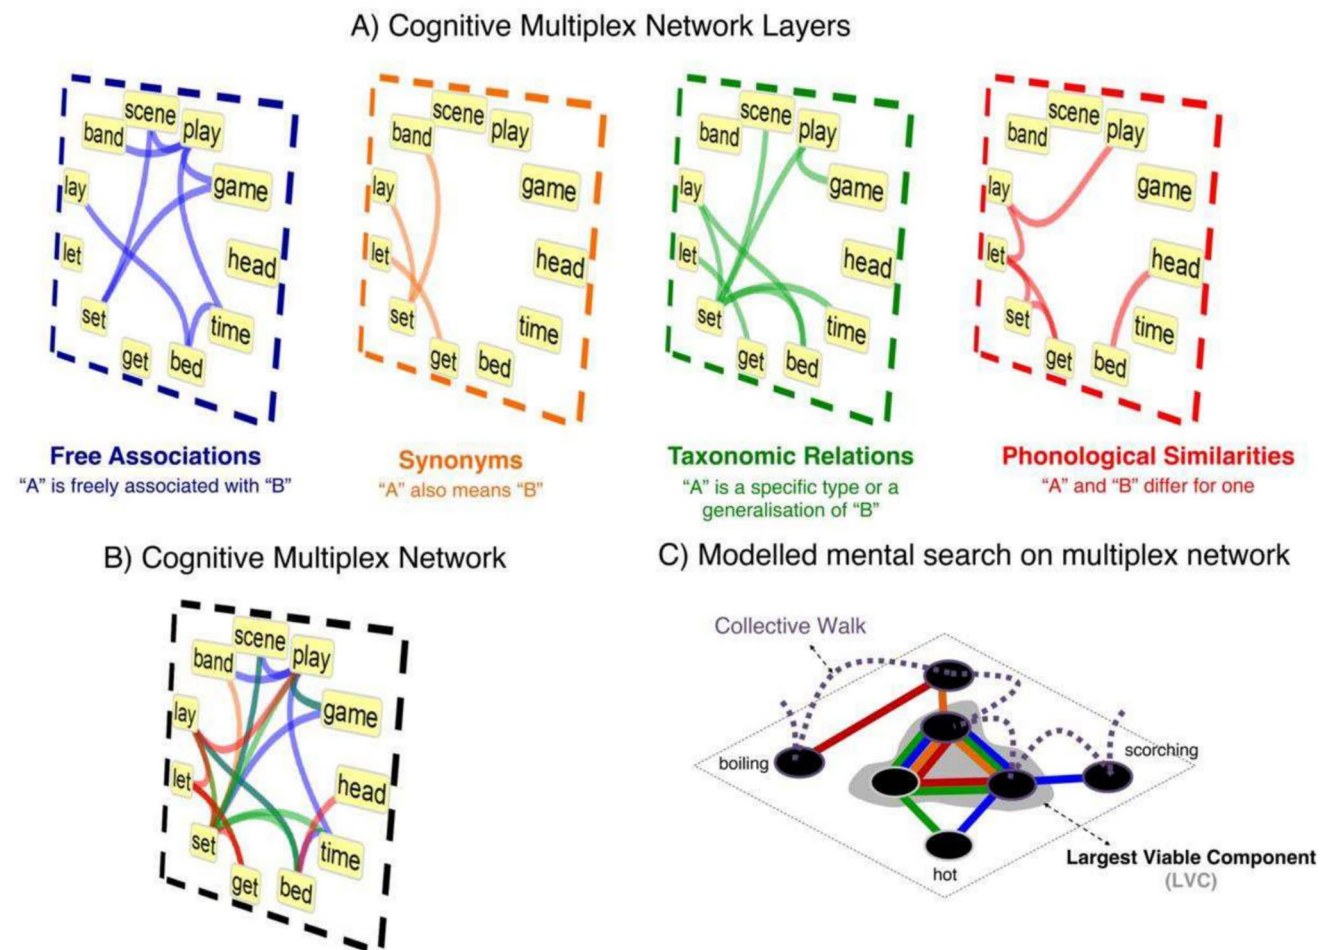 A) Cognitive Multiplex Network Layers
scene
band
play
lay
game
let
head
set
time
get
bed
scene
band
play
lay
game
let
head
set
time
get
bed
scene
band
play
lay
game
let
head
set
time
get
bed
scene
band
play
lay
game
let
head
set
time
get
bed
Free Associations
“A” is freely associated with “B”
Synonyms
“A” also means “B”
Taxonomic Relations
“A” is a specific type or a
generalisation of “B”
Phonological Similarities
“A” and “B” differ for one
B) Cognitive Multiplex Network
scene
band
play
lay
game
let
head
set
time
get
bed
C) Modelled mental search on multiplex network
Collective Walk
boiling
scorching
hot
Largest Viable Component
(LVC)